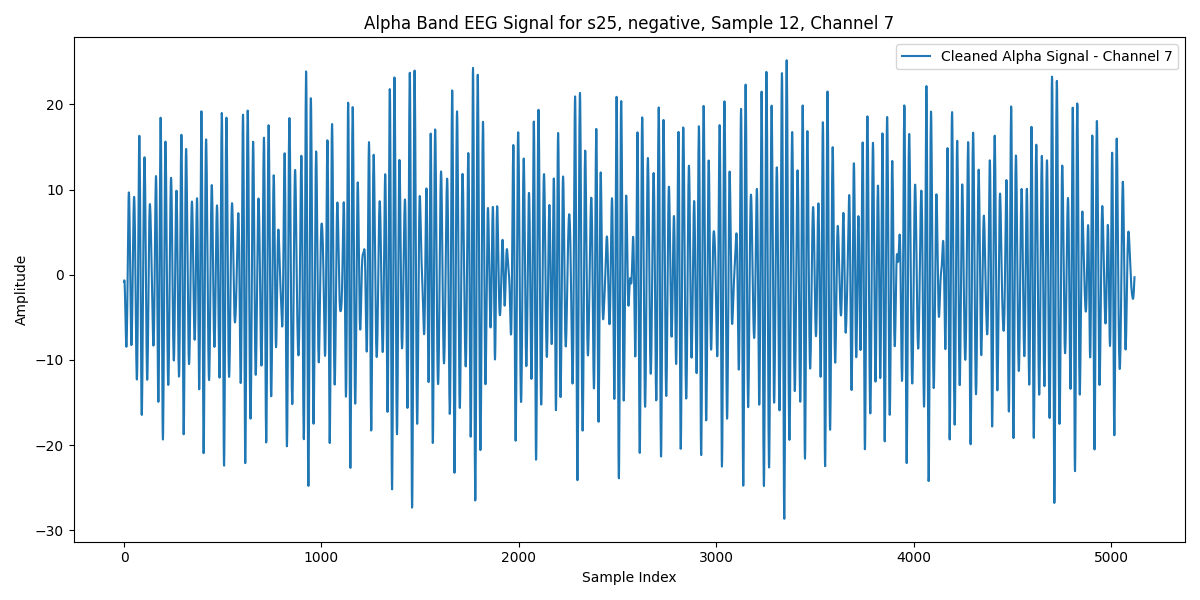 Alpha Band EEG Signal for s25, negative, Sample 12, Channel 7
Cleaned Alpha Signal - Channel 7
Amplitude
20
10
0
−10
−20
−30
0 1000 2000 3000 4000 5000
Sample Index